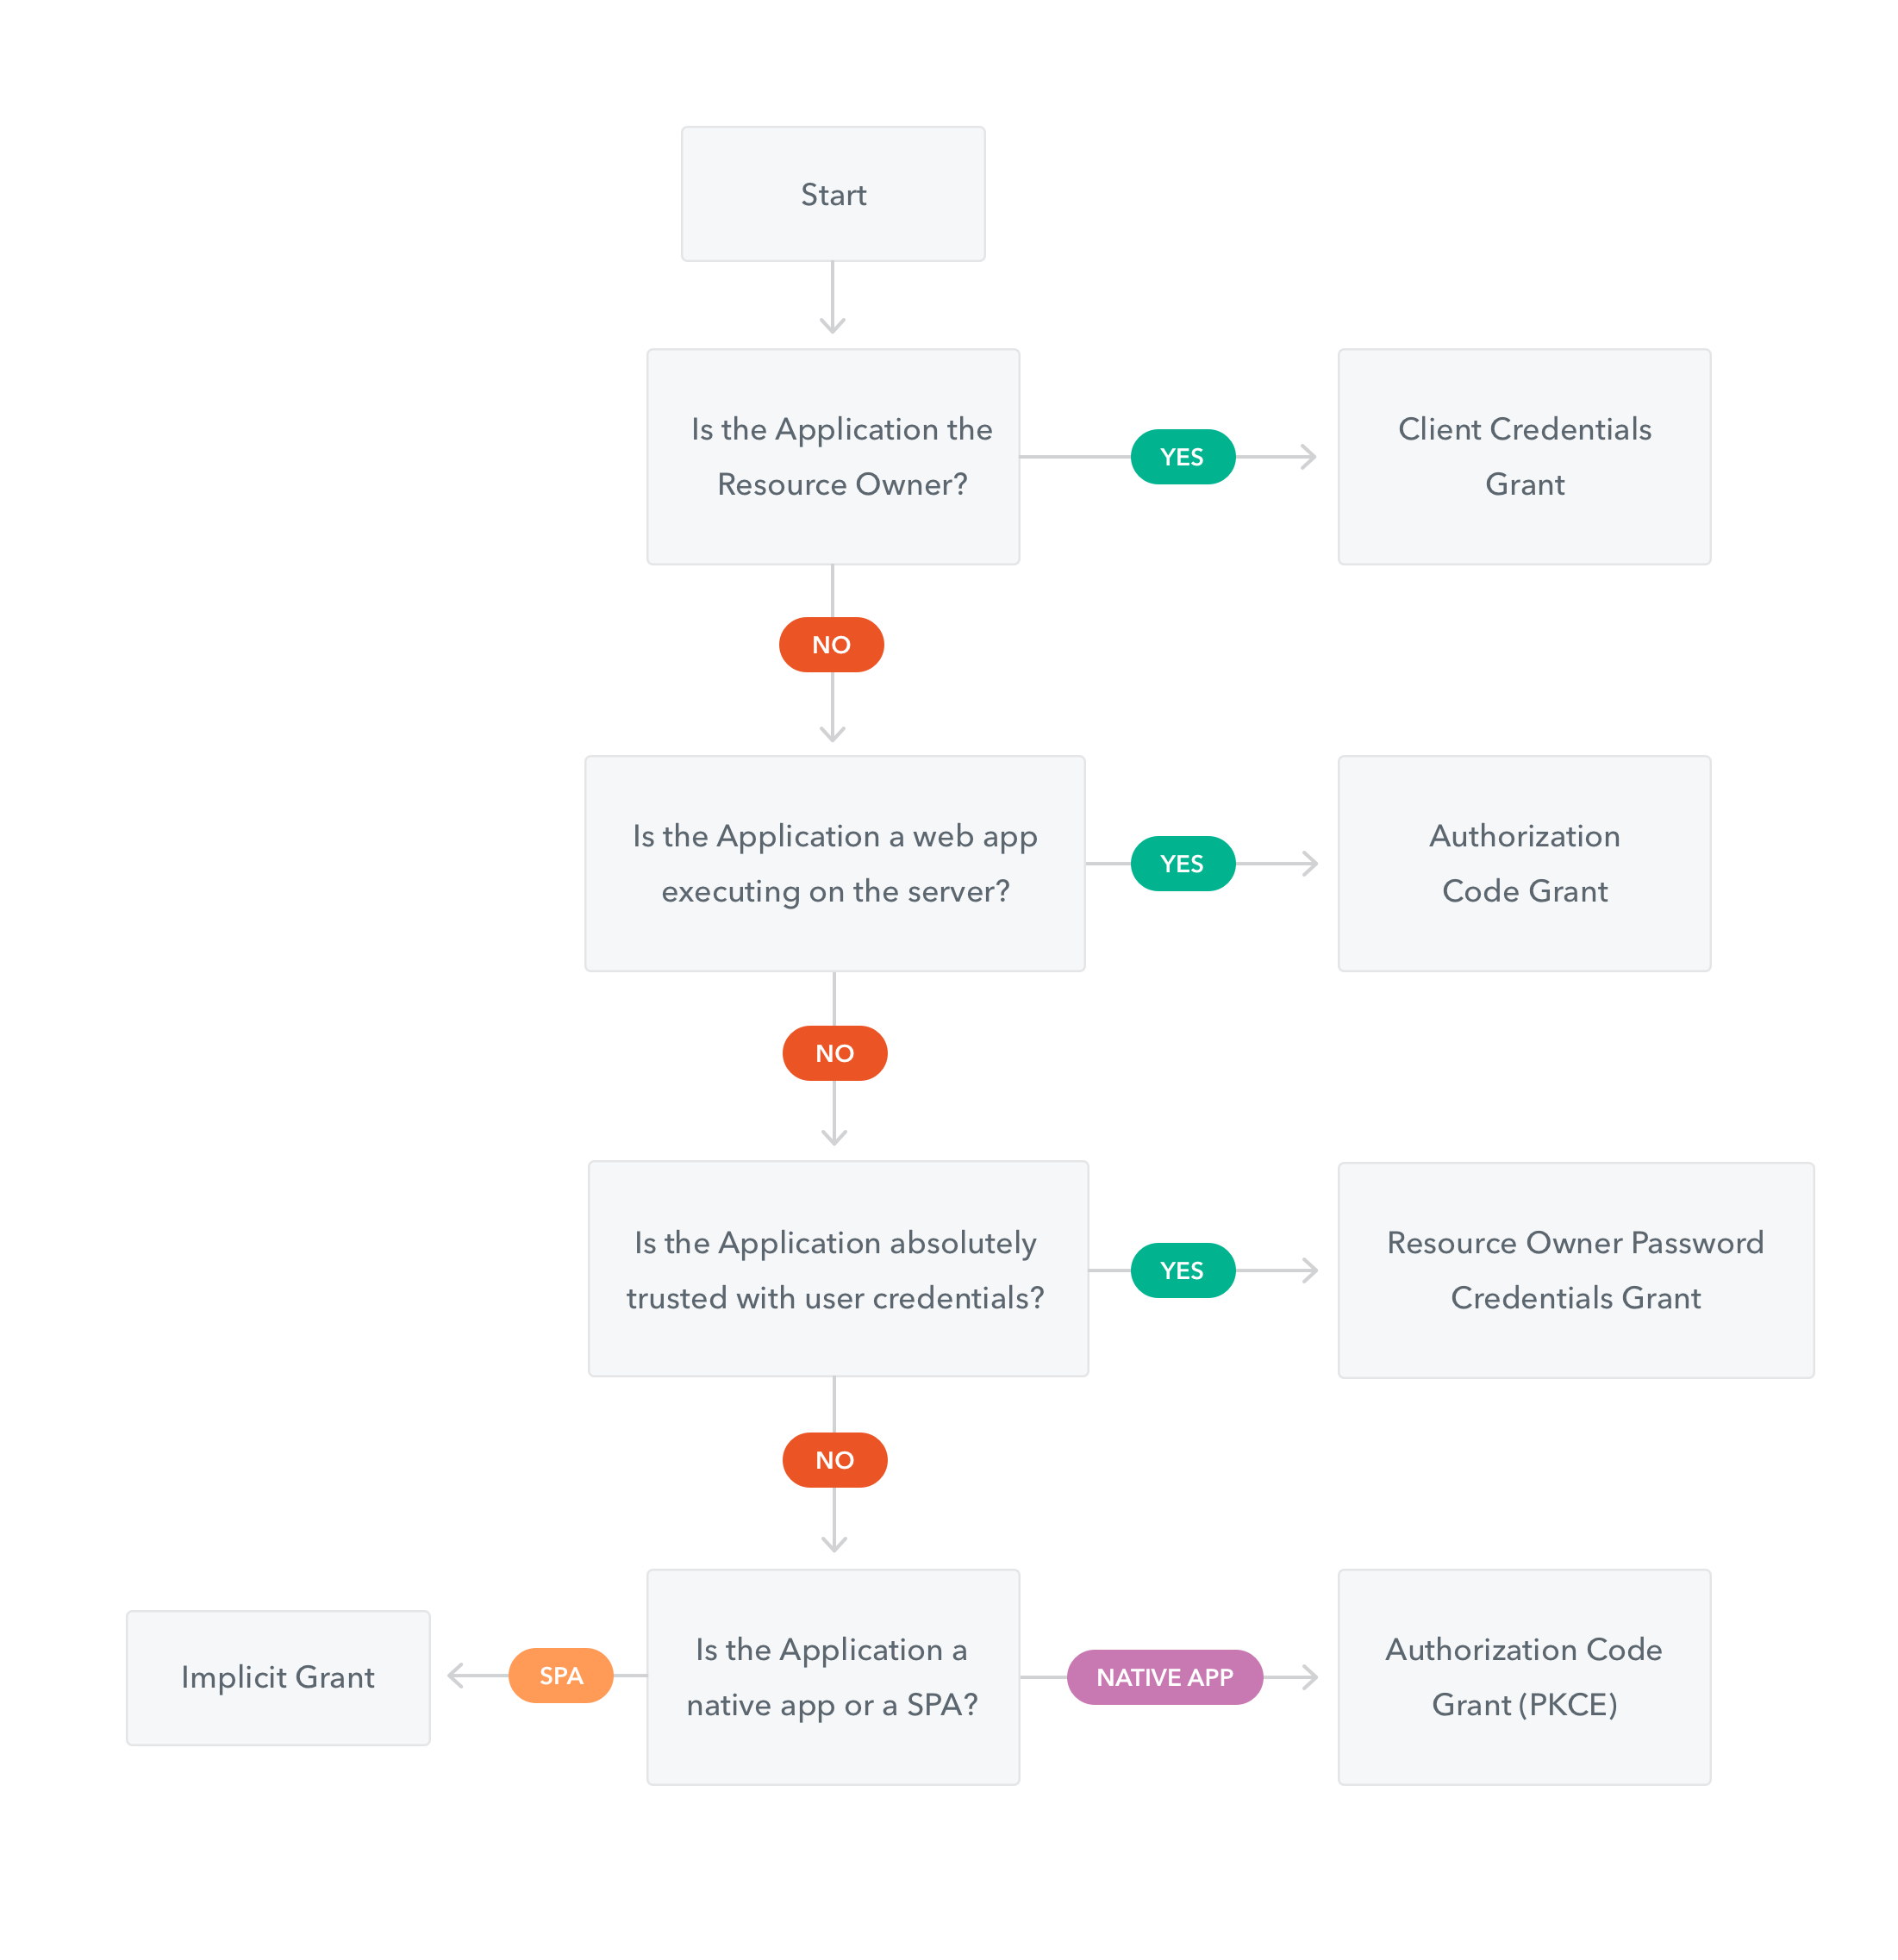 Start
Is the Application the
Resource Owner?
YES
Client Credentials
Grant
NO
Is the Application a web app
executing on the server?
YES
Authorization
Code Grant
NO
Is the Application absolutely
trusted with user credentials?
YES
Resource Owner Password
Credentials Grant
NO
Implicit Grant
SPA
Is the Application a
native app or a SPA?
NATIVE APP
Authorization Code
Grant (PKCE)